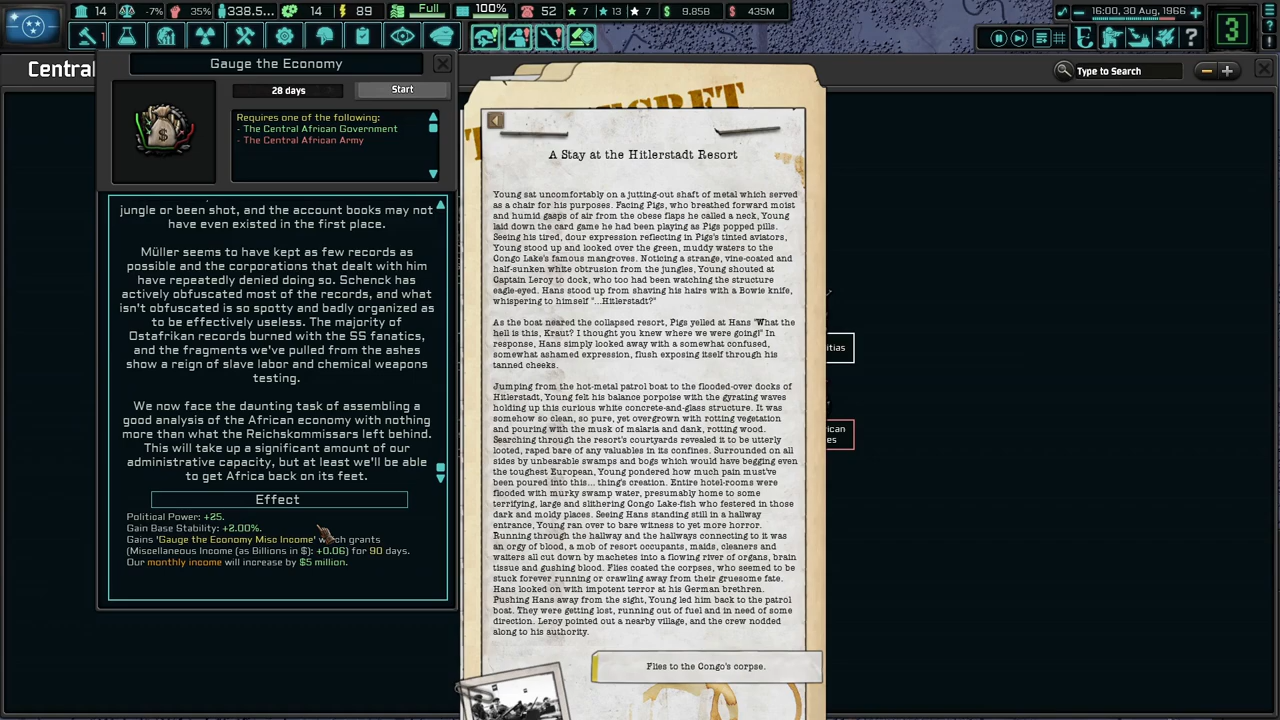 14
-7%
35%
338.5...
14
89
Full
100%
52
7
13
7
9.85B
435M
16:00, 30 Aug, 1966
3
1
Central
Type to Search
Gauge the Economy
28 days
Start
Requires one of the following:
- The Central African Government
- The Central African Army
jungle or been shot, and the account books may not
have even existed in the first place.
Müller seems to have kept as few records as
possible and the corporations that dealt with him
have repeatedly denied doing so. Schenck has
actively obfuscated most of the records, and what
isn't obfuscated is so spotty and badly organized as
to be effectively useless. The majority of
Ostafrikan records burned with the SS fanatics,
and the fragments we've pulled from the ashes
show a reign of slave labor and chemical weapons
testing.
We now face the daunting task of assembling a
good analysis of the African economy with nothing
more than what the Reichskommissars left behind.
This will take up a significant amount of our
administrative capacity, but at least we'll be able
to get Africa back on its feet.
Effect
Political Power: +25.
Gain Base Stability: +2.00%.
Gains 'Gauge the Economy Misc Income' which grants
(Miscellaneous Income (as Billions in $): +0.06) for 90 days.
Our monthly income will increase by $5 million.
A Stay at the Hitlerstadt Resort
Young sat uncomfortably on a jutting-out shaft of metal which served
as a chair for his purposes. Facing Pigs, who breathed forward moist
and humid gasps of air from the obese flaps he called a neck, Young
laid down the card game he had been playing as Pigs popped pills.
Seeing his tired, dour expression reflecting in Pigs's tinted aviators,
Young stood up and looked over the green, muddy waters to the
Congo Lake's famous mangroves. Noticing a strange, vine-coated and
half-sunken white obtrusion from the jungles, Young shouted at
Captain Leroy to dock, who too had been watching the structure
eagle-eyed. Hans stood up from shaving his hairs with a Bowie knife,
whispering to himself "...Hitlerstadt?"
As the boat neared the collapsed resort, Pigs yelled at Hans "What the
hell is this, Kraut? I thought you knew where we were going!" In
response, Hans simply looked away with a somewhat confused,
somewhat ashamed expression, flush exposing itself through his
tanned cheeks.
Jumping from the hot-metal patrol boat to the flooded-over docks of
Hitlerstadt, Young felt his balance porpoise with the gyrating waves
holding up this curious white concrete-and-glass structure. It was
somehow so clean, so pure, yet overgrown with rotting vegetation
and pouring with the musk of malaria and dank, rotting wood.
Searching through the resort's courtyards revealed it to be utterly
looted, raped bare of any valuables in its confines. Surrounded on all
sides by unbearable swamps and bogs which would have begging even
the toughest European, Young pondered how much pain must've
been poured into this... thing's creation. Entire hotel-rooms were
flooded with murky swamp water, presumably home to some
terrifying, large and slithering Congo Lake-fish who festered in those
dark and moldy places. Seeing Hans standing still in a hallway
entrance, Young ran over to bare witness to yet more horror.
Running through the hallway and the hallways connecting to it was
an orgy of blood, a mob of resort occupants, maids, cleaners and
waiters all cut down by machetes into a flowing river of organs, brain
tissue and gushing blood. Flies coated the corpses, who seemed to be
stuck forever running or crawling away from their gruesome fate.
Hans looked on with impotent terror at his German brethren.
Pushing Hans away from the sight, Young led him back to the patrol
boat. They were getting lost, running out of fuel and in need of some
direction. Leroy pointed out a nearby village, and the crew nodded
along to his authority.
Flies to the Congo's corpse.